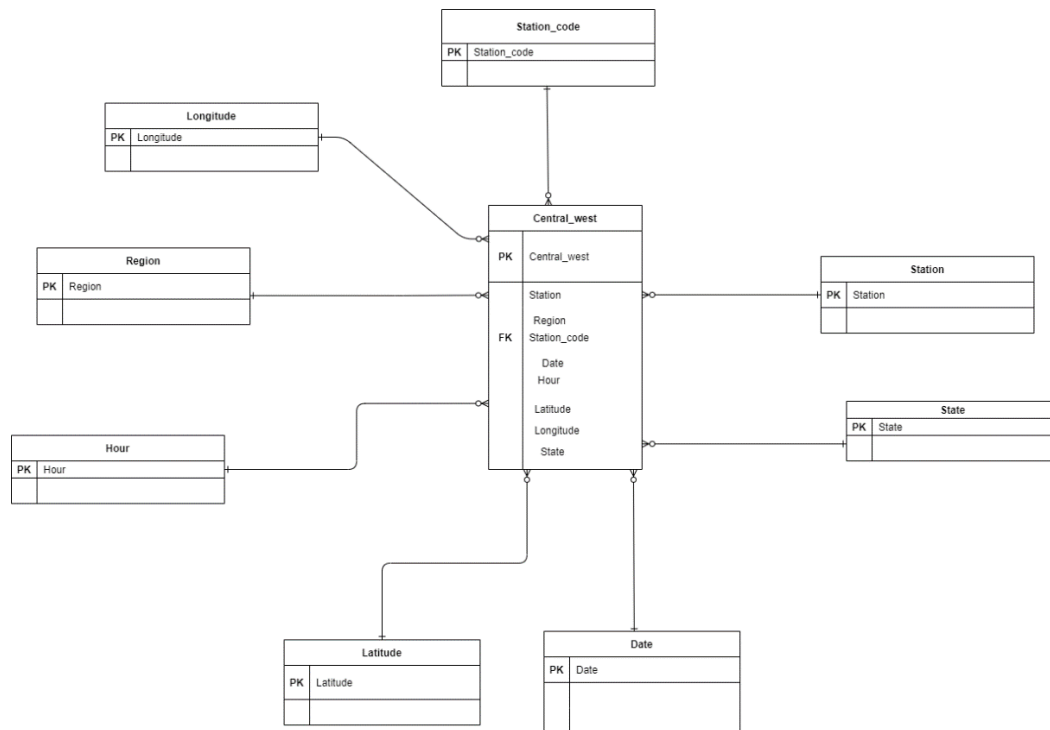 Station_code
PK Station_code
Longitude
PK Longitude
Central_west
PK Central_west
Station
Region
FK Station_code
Date
Hour
Latitude
Longitude
State
Region
PK Region
Station
PK Station
State
PK State
Hour
PK Hour
Latitude
PK Latitude
Date
PK Date